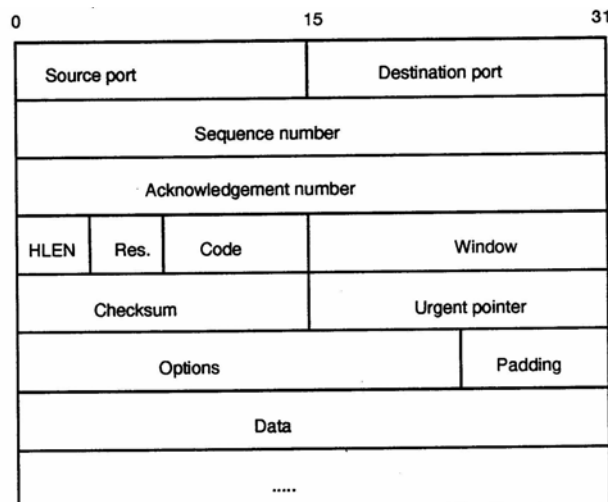 0 15 31
Source port Destination port
Sequence number
Acknowledgement number
HLEN Res. Code Window
Checksum Urgent pointer
Options Padding
Data
.....